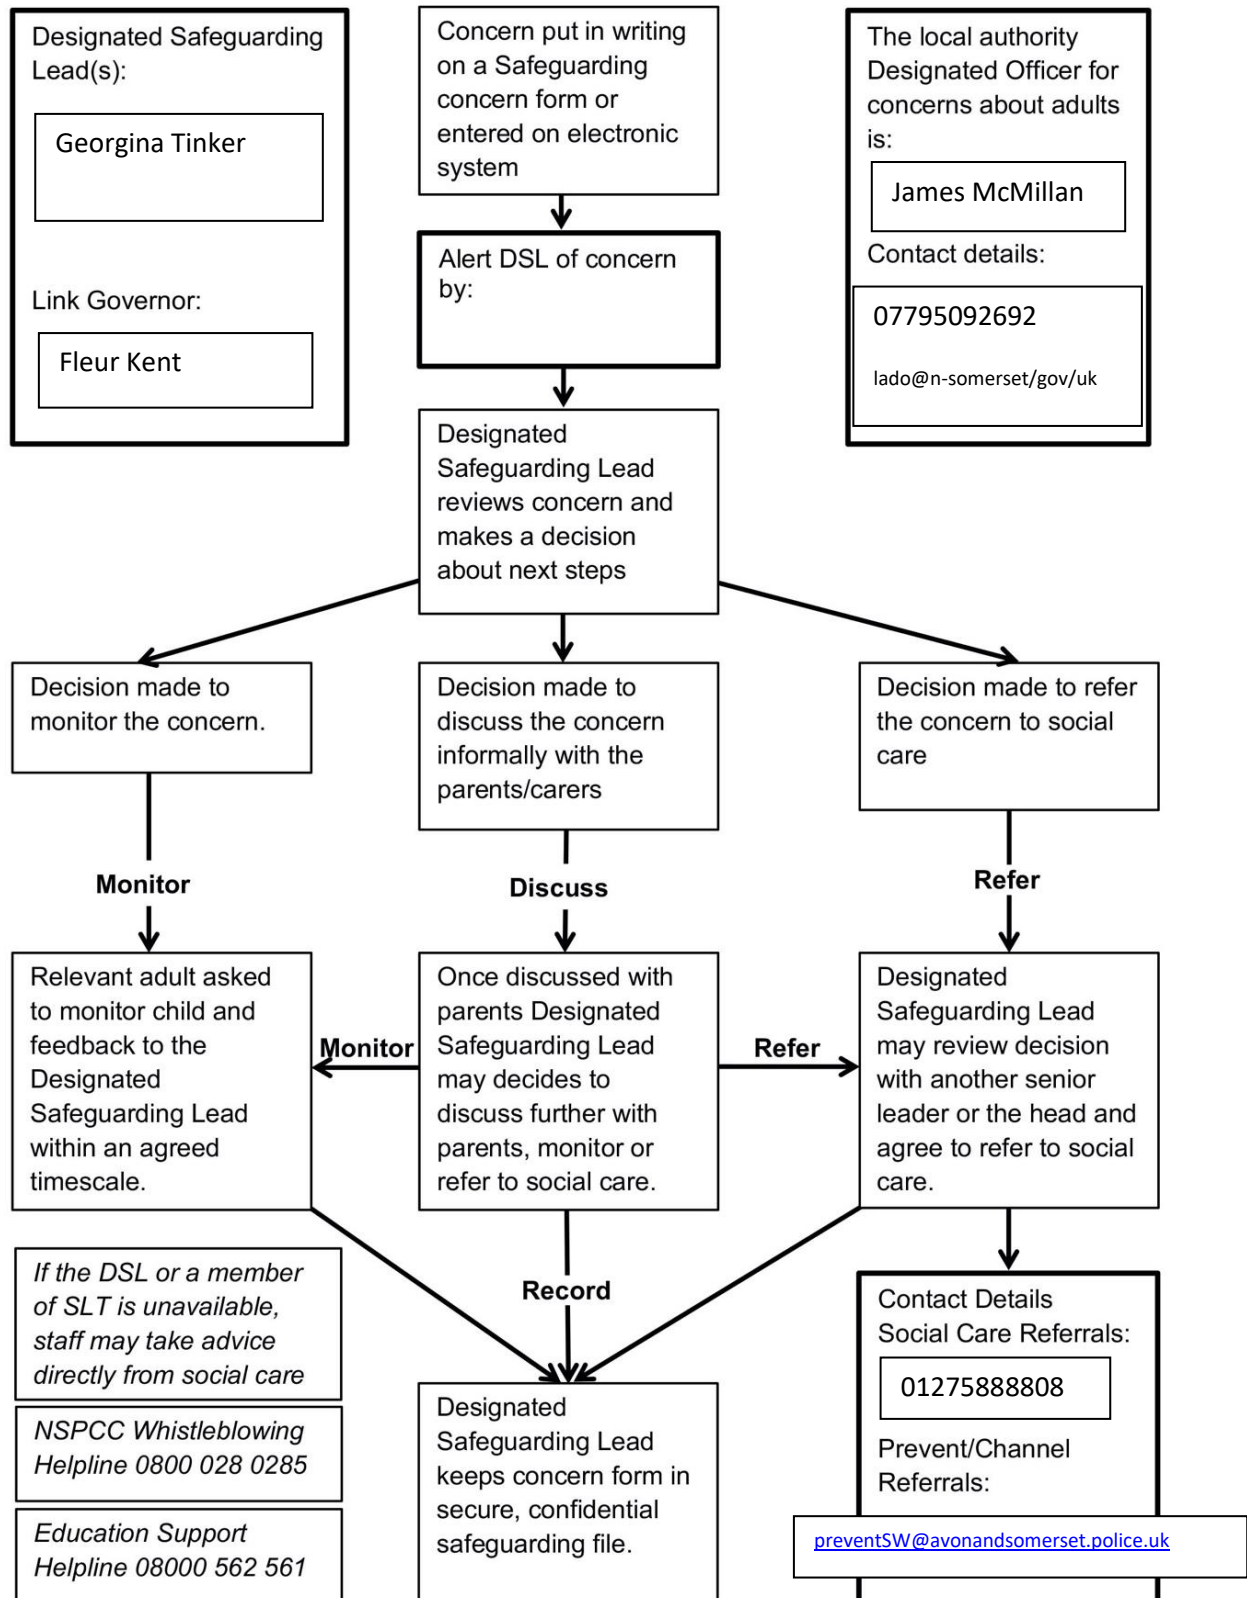 Designated Safeguarding
Lead(s):
Georgina Tinker
Link Governor:
Fleur Kent
Concern put in writing
on a Safeguarding
concern form or
entered on electronic
system
The local authority
Designated Officer for
concerns about adults
is:
James McMillan
Contact details:
07795092692
lado@n-somerset/gov/uk
Alert DSL of concern
by:
Designated
Safeguarding Lead
reviews concern and
makes a decision
about next steps
Decision made to
monitor the concern.
Decision made to
discuss the concern
informally with the
parents/carers
Decision made to refer
the concern to social
care
Monitor
Discuss
Refer
Relevant adult asked
to monitor child and
feedback to the
Designated
Safeguarding Lead
within an agreed
timescale.
Monitor
Once discussed with
parents Designated
Safeguarding Lead
may decides to
discuss further with
parents, monitor or
refer to social care.
Refer
Designated
Safeguarding Lead
may review decision
with another senior
leader or the head and
agree to refer to social
care.
Record
If the DSL or a member
of SLT is unavailable,
staff may take advice
directly from social care
NSPCC Whistleblowing
Helpline 0800 028 0285
Education Support
Helpline 08000 562 561
Designated
Safeguarding Lead
keeps concern form in
secure, confidential
safeguarding file.
Contact Details
Social Care Referrals:
01275888808
Prevent/Channel
Referrals:
preventSW@avonandsomerset.police.uk